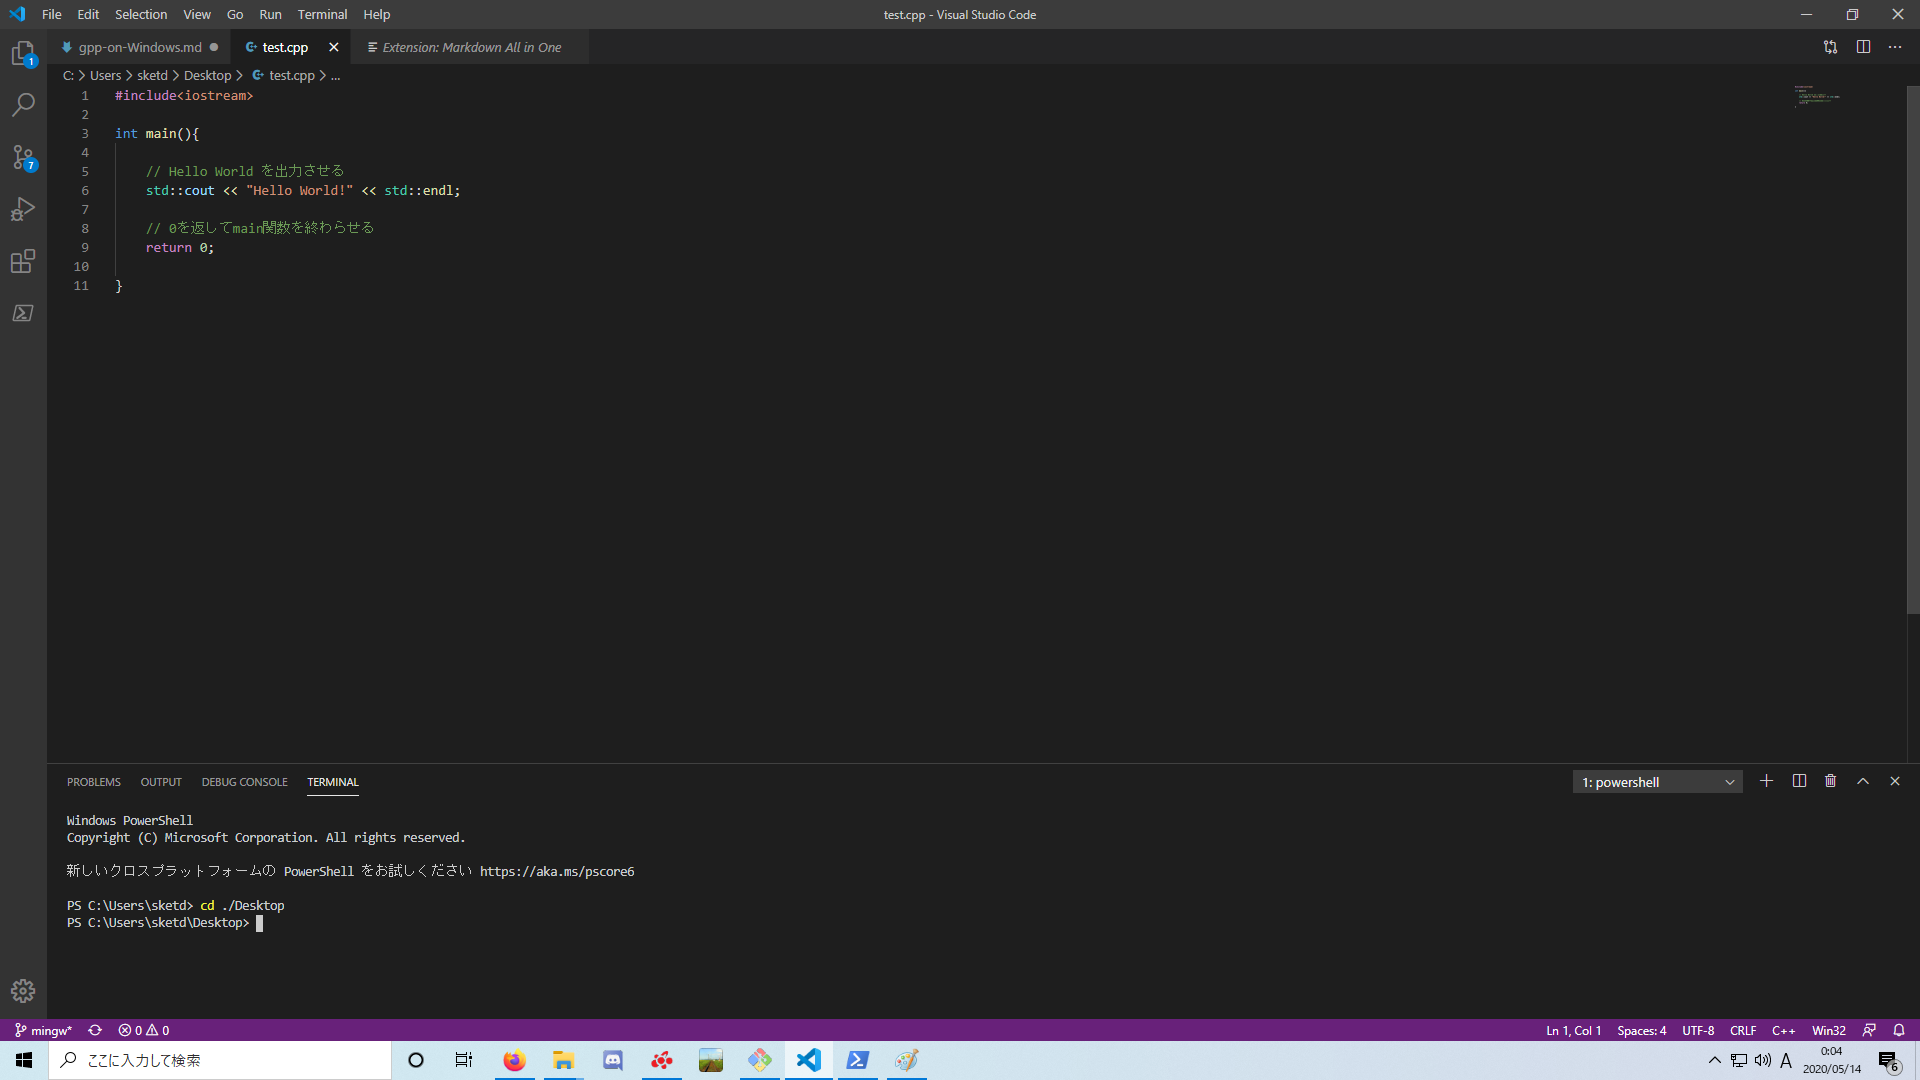 File Edit Selection View Go Run Terminal Help
test.cpp - Visual Studio Code
gpp-on-Windows.md
test.cpp
Extension: Markdown All in One
C: > Users > sketd > Desktop > test.cpp > ...
1 #include<iostream>
2
3 int main(){
4
5 // Hello World を出力させる
6 std::cout << "Hello World!" << std::endl;
7
8 // 0を返してmain関数を終わらせる
9 return 0;
10
11 }
1
7
PROBLEMS OUTPUT DEBUG CONSOLE TERMINAL
1: powershell
Windows PowerShell
Copyright (C) Microsoft Corporation. All rights reserved.
新しいクロスプラットフォームの PowerShell をお試しください https://aka.ms/pscore6
PS C:\Users\sketd> cd ./Desktop
PS C:\Users\sketd\Desktop>
mingw* 0 0
Ln 1, Col 1 Spaces: 4 UTF-8 CRLF C++ Win32
ここに入力して検索
A
0:04
2020/05/14
6